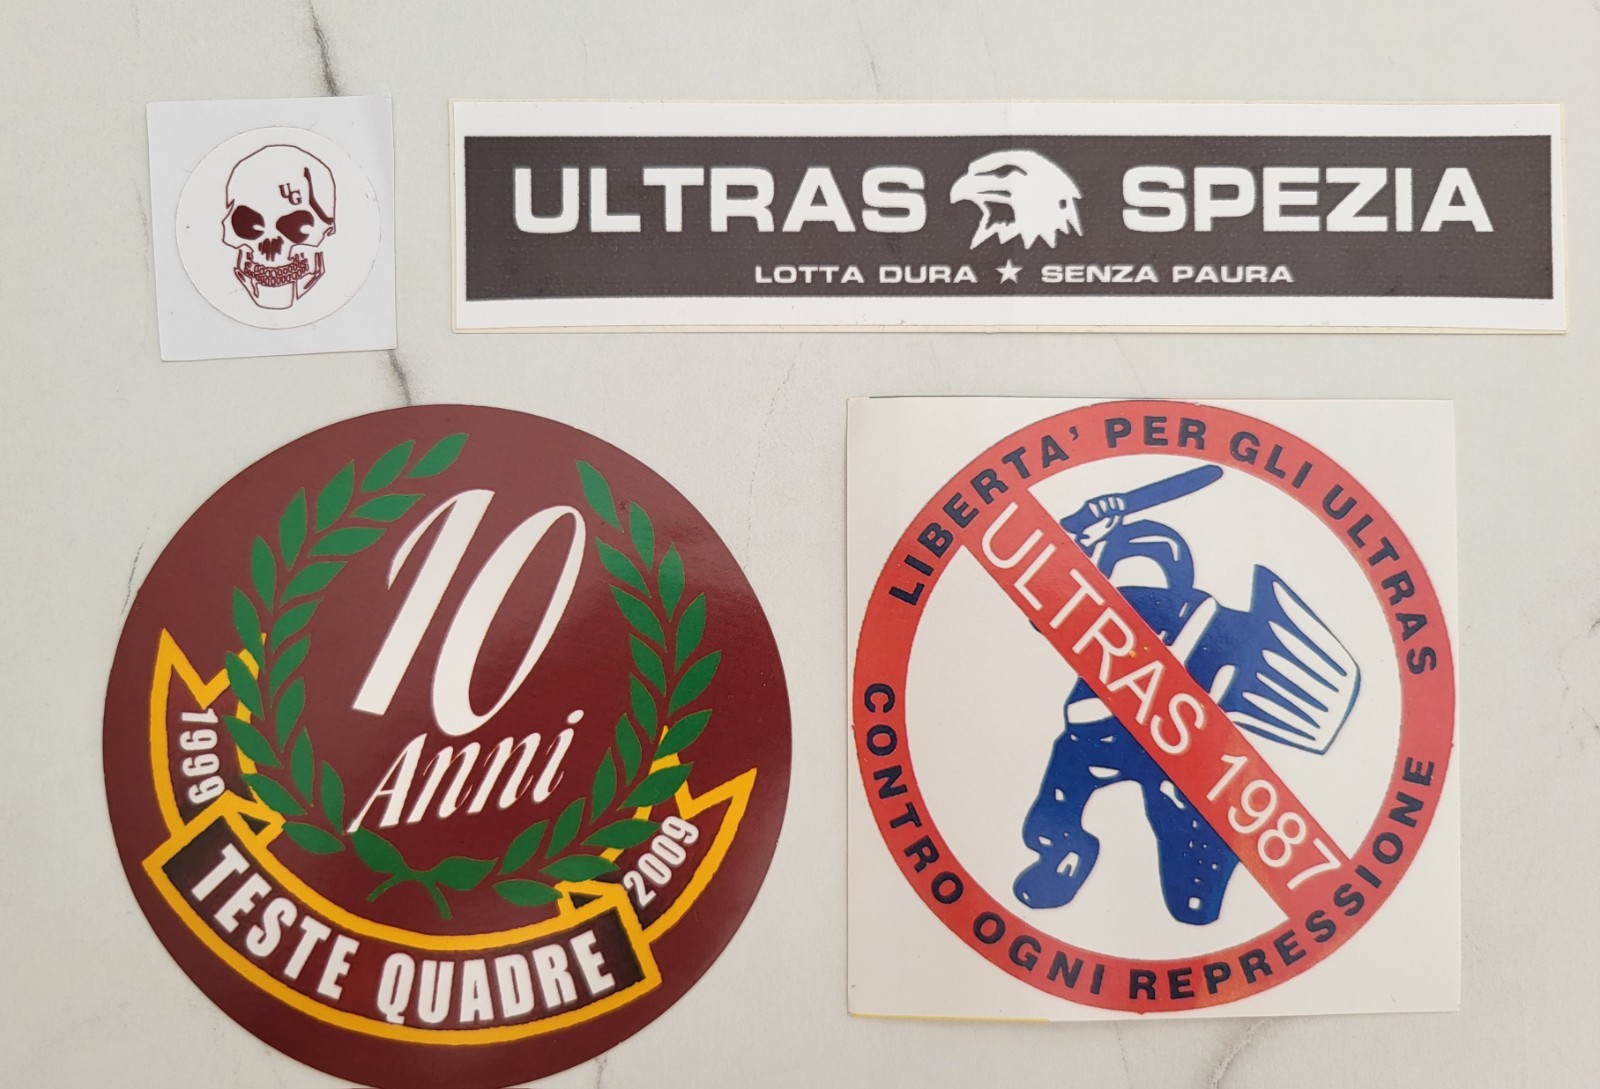 UG
ULTRAS SPEZIA
LOTTA DURA ★ SENZA PAURA
10
Anni
1999
TESTE QUADRE
2009
LIBERTA' PER GLI ULTRAS
ULTRAS 1987
CONTRO OGNI REPRESSIONE